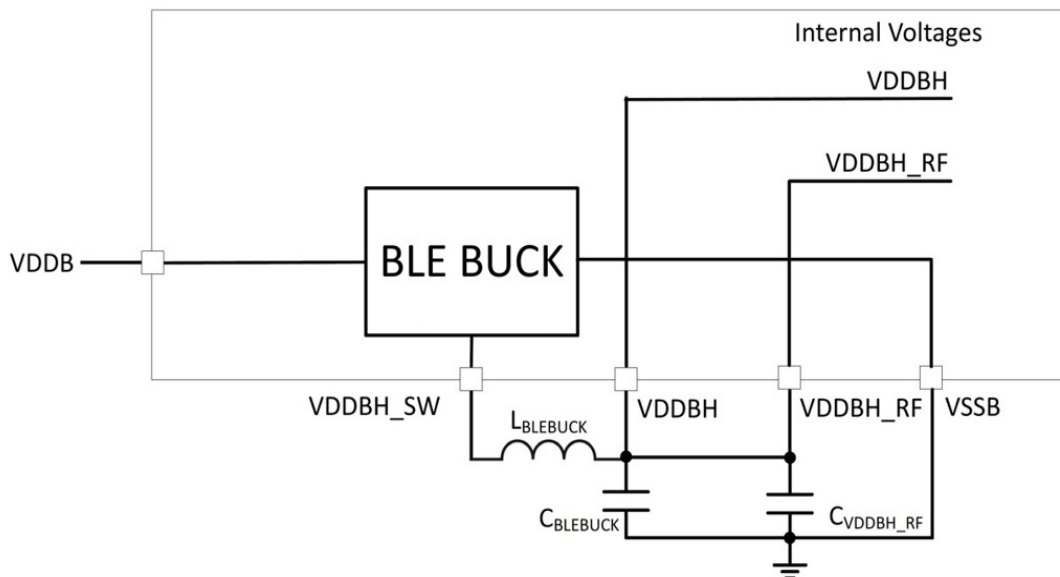 Internal Voltages
VDDBH
VDDBH_RF
VDDB
BLE BUCK
VDDBH_SW
VDDBH
VDDBH_RF
VSSB
LBLEBUCK
CBLEBUCK
CVDDBH_RF